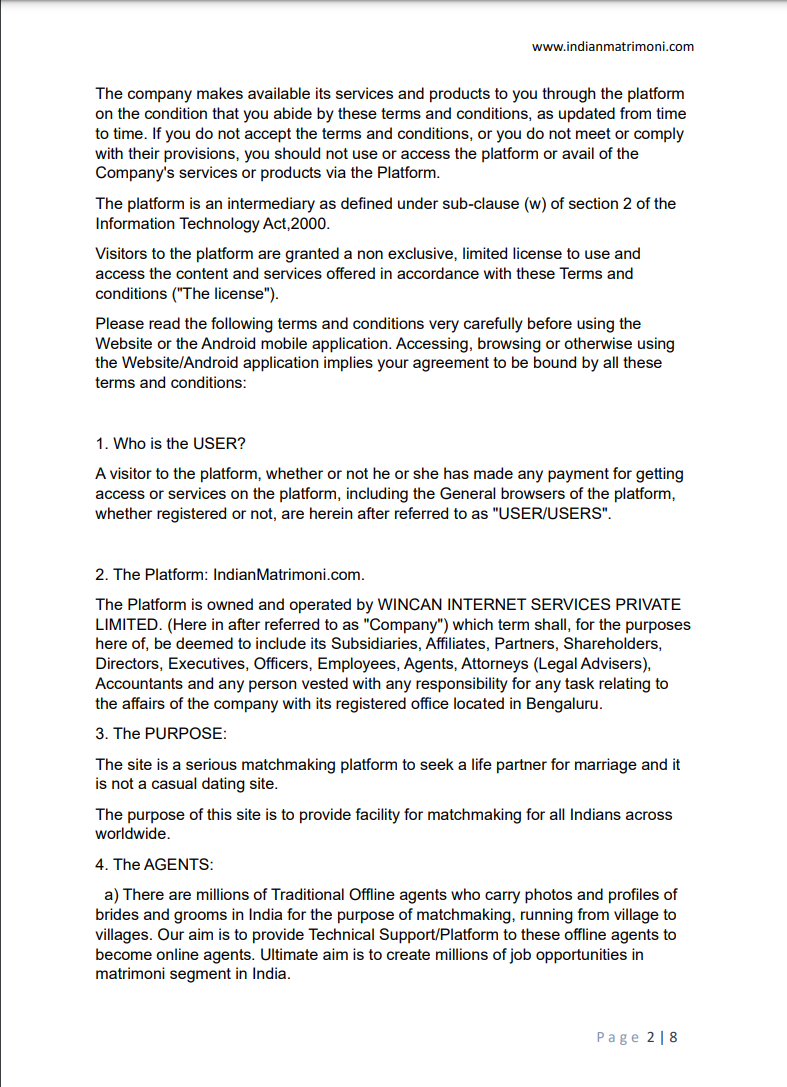 www.indianmatrimoni.com
The company makes available its services and products to you through the platform
on the condition that you abide by these terms and conditions, as updated from time
to time. If you do not accept the terms and conditions, or you do not meet or comply
with their provisions, you should not use or access the platform or avail of the
Company's services or products via the Platform.
The platform is an intermediary as defined under sub-clause (w) of section 2 of the
Information Technology Act,2000.
Visitors to the platform are granted a non exclusive, limited license to use and
access the content and services offered in accordance with these Terms and
conditions ("The license").
Please read the following terms and conditions very carefully before using the
Website or the Android mobile application. Accessing, browsing or otherwise using
the Website/Android application implies your agreement to be bound by all these
terms and conditions:
1. Who is the USER?
A visitor to the platform, whether or not he or she has made any payment for getting
access or services on the platform, including the General browsers of the platform,
whether registered or not, are herein after referred to as "USER/USERS".
2. The Platform: IndianMatrimoni.com.
The Platform is owned and operated by WINCAN INTERNET SERVICES PRIVATE
LIMITED. (Here in after referred to as "Company") which term shall, for the purposes
here of, be deemed to include its Subsidiaries, Affiliates, Partners, Shareholders,
Directors, Executives, Officers, Employees, Agents, Attorneys (Legal Advisers),
Accountants and any person vested with any responsibility for any task relating to
the affairs of the company with its registered office located in Bengaluru.
3. The PURPOSE:
The site is a serious matchmaking platform to seek a life partner for marriage and it
is not a casual dating site.
The purpose of this site is to provide facility for matchmaking for all Indians across
worldwide.
4. The AGENTS:
a) There are millions of Traditional Offline agents who carry photos and profiles of
brides and grooms in India for the purpose of matchmaking, running from village to
villages. Our aim is to provide Technical Support/Platform to these offline agents to
become online agents. Ultimate aim is to create millions of job opportunities in
matrimoni segment in India.
Page 2 | 8